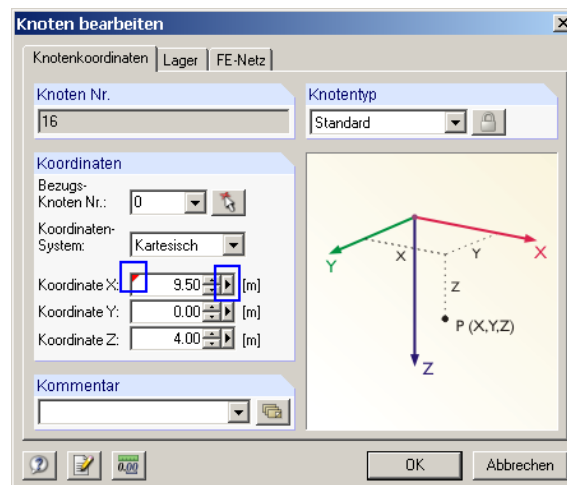 Knoten bearbeiten
Knotenkoordinaten Lager FE-Netz
Knoten Nr.
16
Knotentyp
Standard
Koordinaten
Bezugs-
Knoten Nr.: 0
Koordinaten-
System: Kartesisch
Koordinate X: 9.50 [m]
Koordinate Y: 0.00 [m]
Koordinate Z: 4.00 [m]
Y
X
Y
X
Z
P (X,Y,Z)
Z
Kommentar
0.00
OK Abbrechen